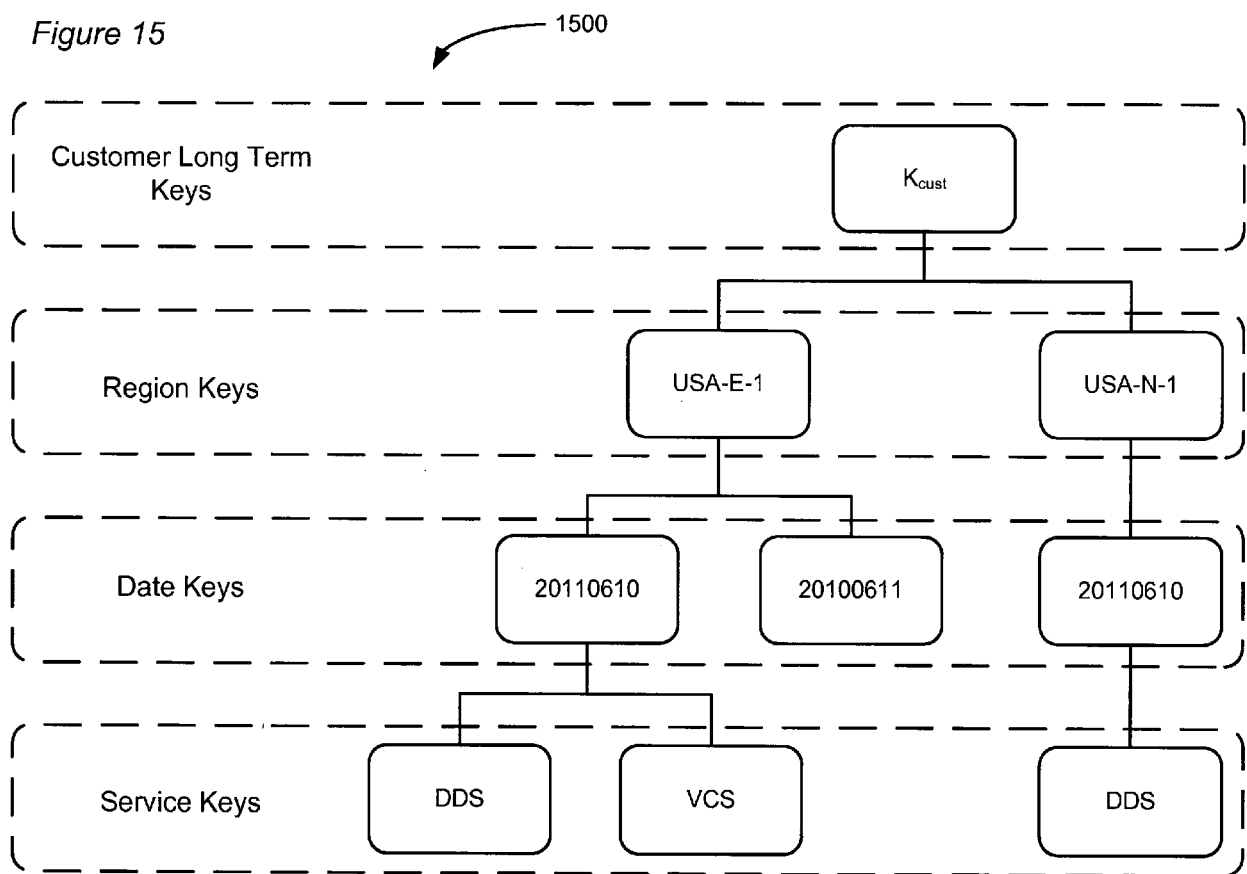 Figure 15
1500
Customer Long Term
Keys
Kcust
Region Keys
USA-E-1
USA-N-1
Date Keys
20110610
20100611
20110610
Service Keys
DDS
VCS
DDS